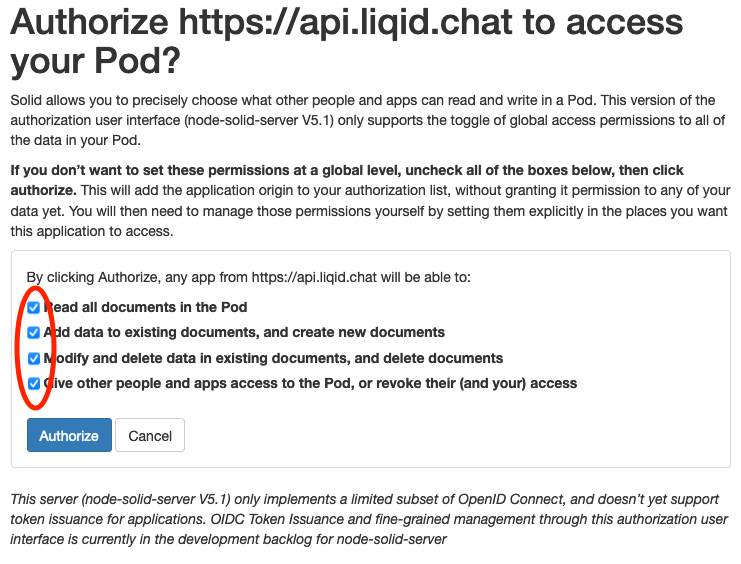 Authorize https://api.liqid.chat to access
your Pod?
Solid allows you to precisely choose what other people and apps can read and write in a Pod. This version of the
authorization user interface (node-solid-server V5.1) only supports the toggle of global access permissions to all of
the data in your Pod.
If you don’t want to set these permissions at a global level, uncheck all of the boxes below, then click
authorize. This will add the application origin to your authorization list, without granting it permission to any of your
data yet. You will then need to manage those permissions yourself by setting them explicitly in the places you want
this application to access.
By clicking Authorize, any app from https://api.liqid.chat will be able to:
Read all documents in the Pod
Add data to existing documents, and create new documents
Modify and delete data in existing documents, and delete documents
Give other people and apps access to the Pod, or revoke their (and your) access
Authorize Cancel
This server (node-solid-server V5.1) only implements a limited subset of OpenID Connect, and doesn’t yet support
token issuance for applications. OIDC Token Issuance and fine-grained management through this authorization user
interface is currently in the development backlog for node-solid-server